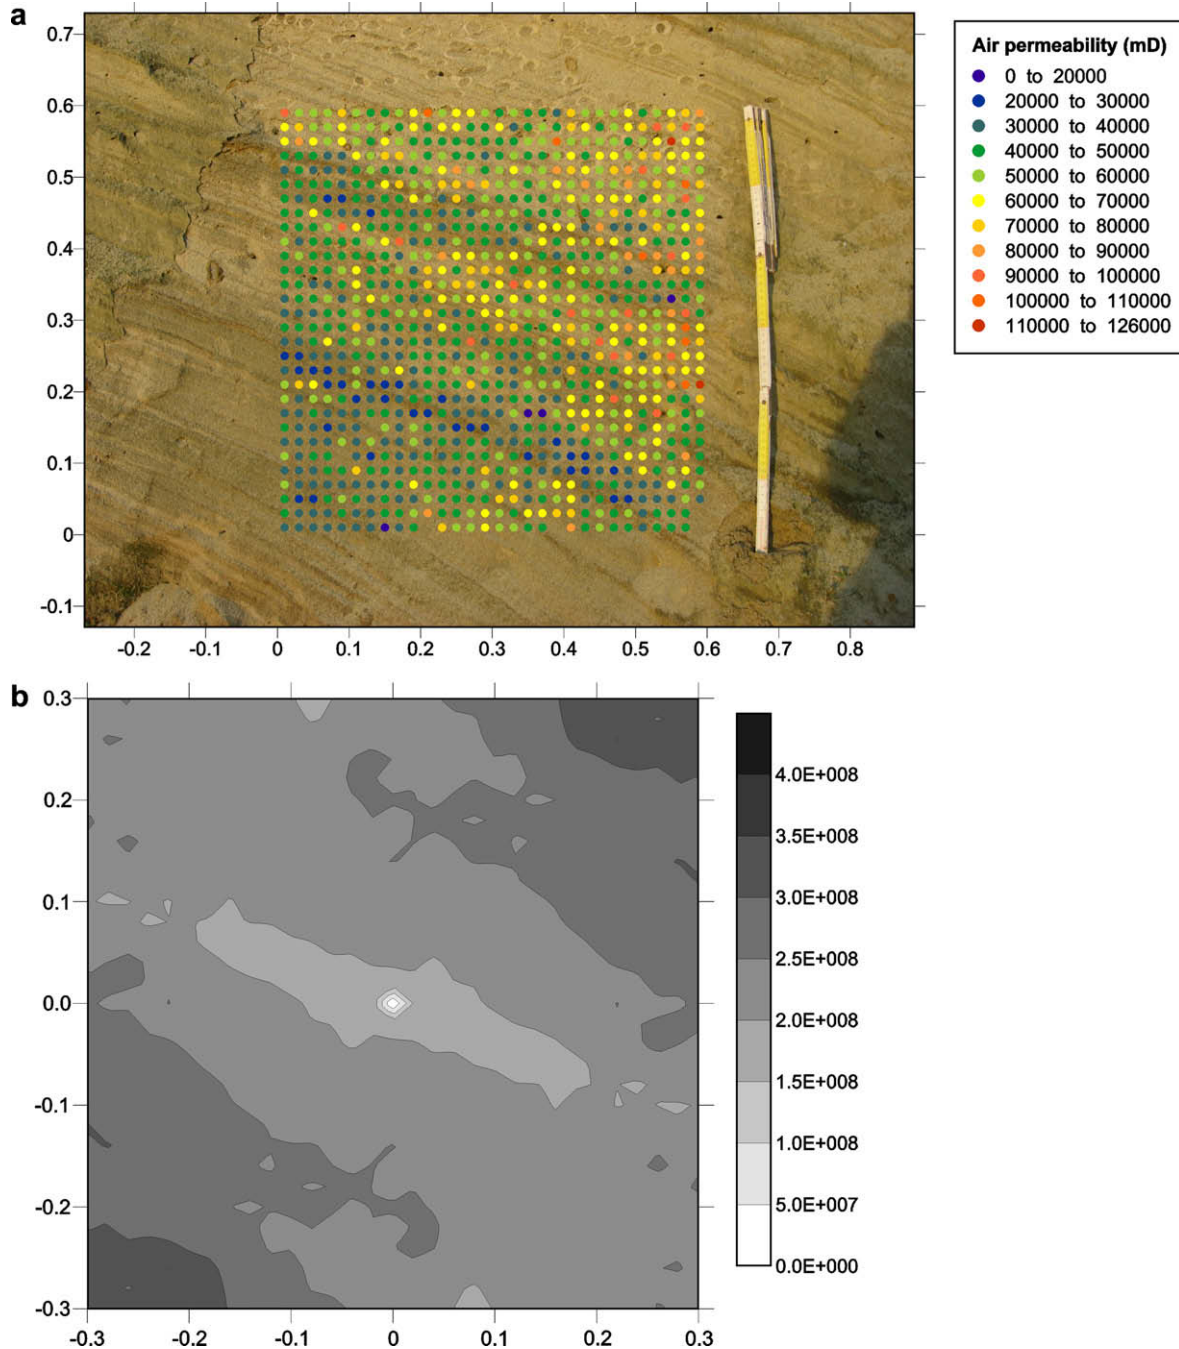 a
0.7
0.6
0.5
0.4
0.3
0.2
0.1
0
-0.1
-0.2 -0.1 0 0.1 0.2 0.3 0.4 0.5 0.6 0.7 0.8
Air permeability (mD)
0 to 20000
20000 to 30000
30000 to 40000
40000 to 50000
50000 to 60000
60000 to 70000
70000 to 80000
80000 to 90000
90000 to 100000
100000 to 110000
110000 to 126000
b
0.3
0.2
0.1
0.0
-0.1
-0.2
-0.3
-0.3 -0.2 -0.1 0 0.1 0.2 0.3
4.0E+008
3.5E+008
3.0E+008
2.5E+008
2.0E+008
1.5E+008
1.0E+008
5.0E+007
0.0E+000